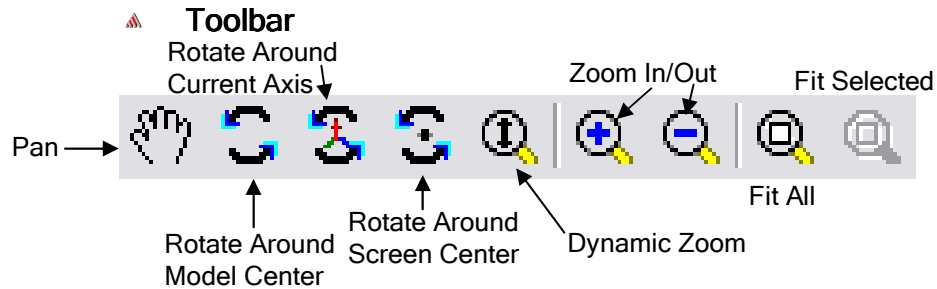 Toolbar
Rotate Around
Current Axis
Zoom In/Out
Fit Selected
Pan
Fit All
Rotate Around
Model Center
Rotate Around
Screen Center
Dynamic Zoom